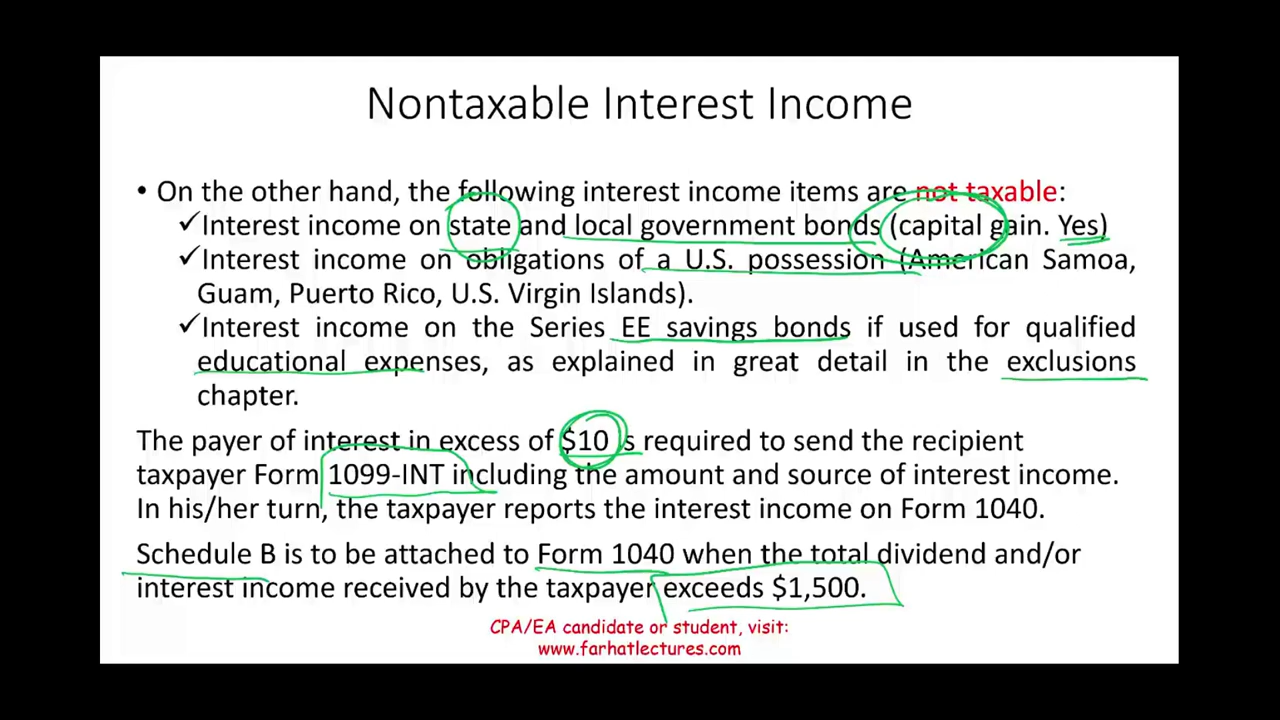 Nontaxable Interest Income
• On the other hand, the following interest income items are not taxable:
✓Interest income on state and local government bonds (capital gain. Yes)
✓Interest income on obligations of a U.S. possession (American Samoa,
Guam, Puerto Rico, U.S. Virgin Islands).
✓Interest income on the Series EE savings bonds if used for qualified
educational expenses, as explained in great detail in the exclusions
chapter.
The payer of interest in excess of $10 is required to send the recipient
taxpayer Form 1099-INT including the amount and source of interest income.
In his/her turn, the taxpayer reports the interest income on Form 1040.
Schedule B is to be attached to Form 1040 when the total dividend and/or
interest income received by the taxpayer exceeds $1,500.
CPA/EA candidate or student, visit:
www.farhatlectures.com